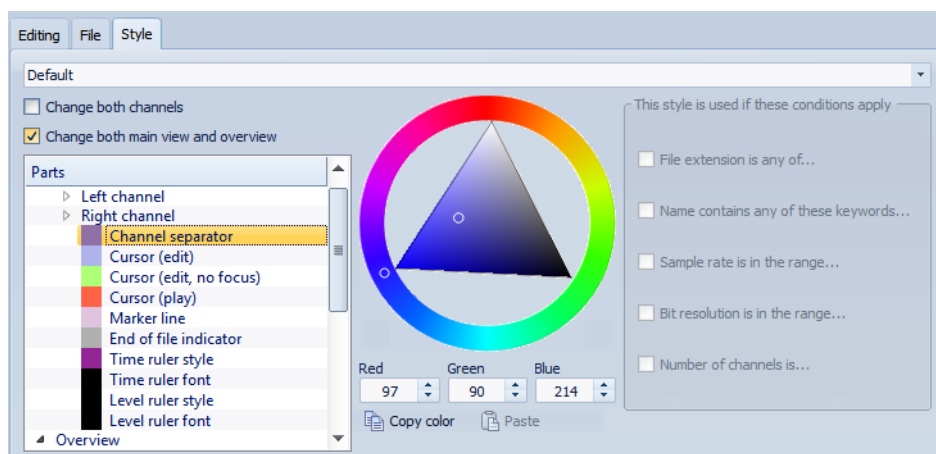 Editing File Style
Default
Change both channels
Change both main view and overview
Parts
Left channel
Right channel
Channel separator
Cursor (edit)
Cursor (edit, no focus)
Cursor (play)
Marker line
End of file indicator
Time ruler style
Time ruler font
Level ruler style
Level ruler font
Overview
Red Green Blue
97 90 214
Copy color Paste
This style is used if these conditions apply
File extension is any of...
Name contains any of these keywords...
Sample rate is in the range...
Bit resolution is in the range...
Number of channels is...